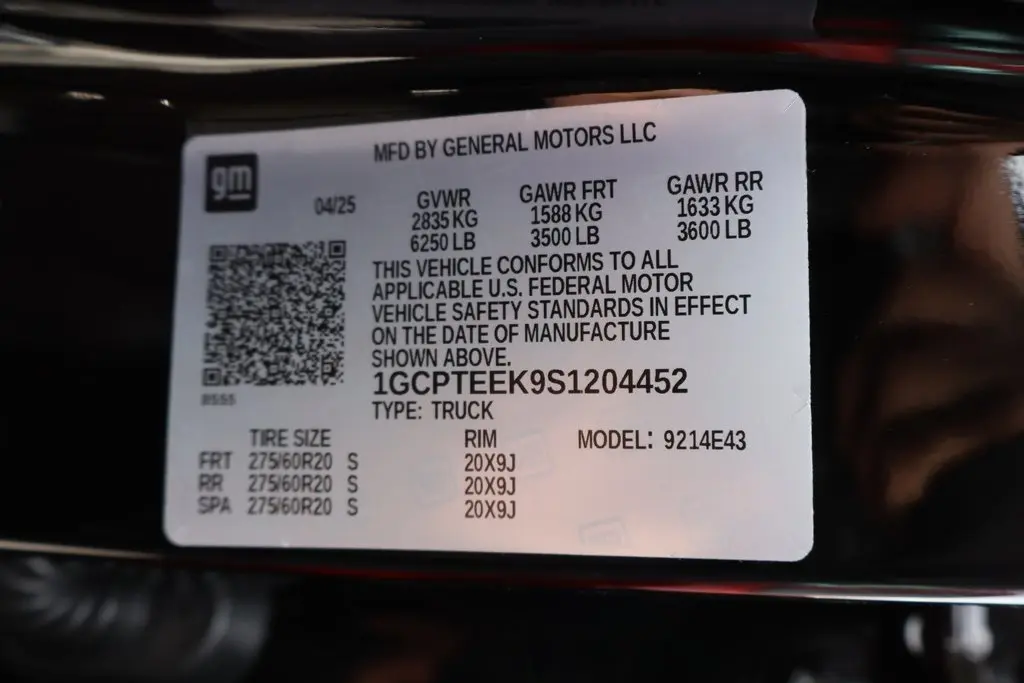 MFD BY GENERAL MOTORS LLC
gm
04/25
GVWR GAWR FRT GAWR RR
2835 KG 1588 KG 1633 KG
6250 LB 3500 LB 3600 LB
THIS VEHICLE CONFORMS TO ALL
APPLICABLE U.S. FEDERAL MOTOR
VEHICLE SAFETY STANDARDS IN EFFECT
ON THE DATE OF MANUFACTURE
SHOWN ABOVE.
1GCPTEEK9S1204452
TYPE: TRUCK
TIRE SIZE RIM MODEL: 9214E43
FRT 275/60R20 S 20X9J
RR 275/60R20 S 20X9J
SPA 275/60R20 S 20X9J